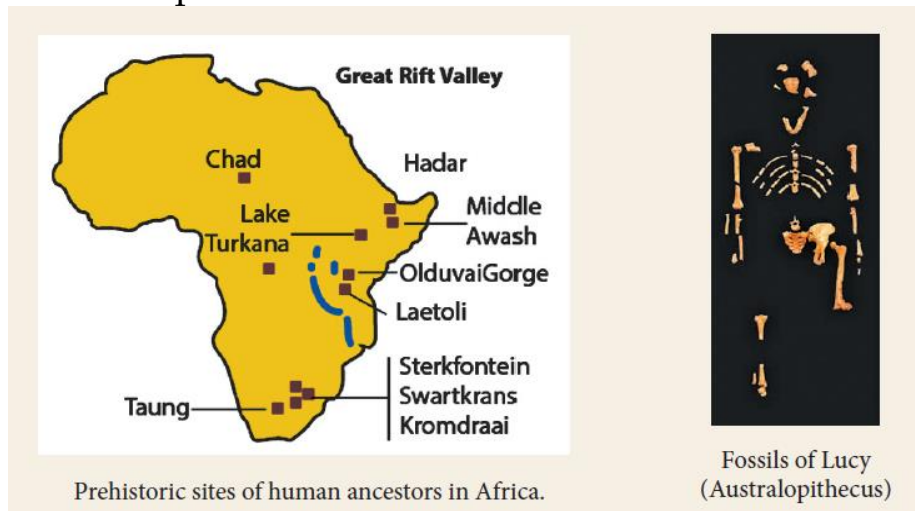 Great Rift Valley
Chad
Hadar
Lake
Turkana
Middle
Awash
OlduvaiGorge
Laetoli
Sterkfontein
Swartkrans
Kromdraai
Taung
Prehistoric sites of human ancestors in Africa.
Fossils of Lucy
(Australopithecus)